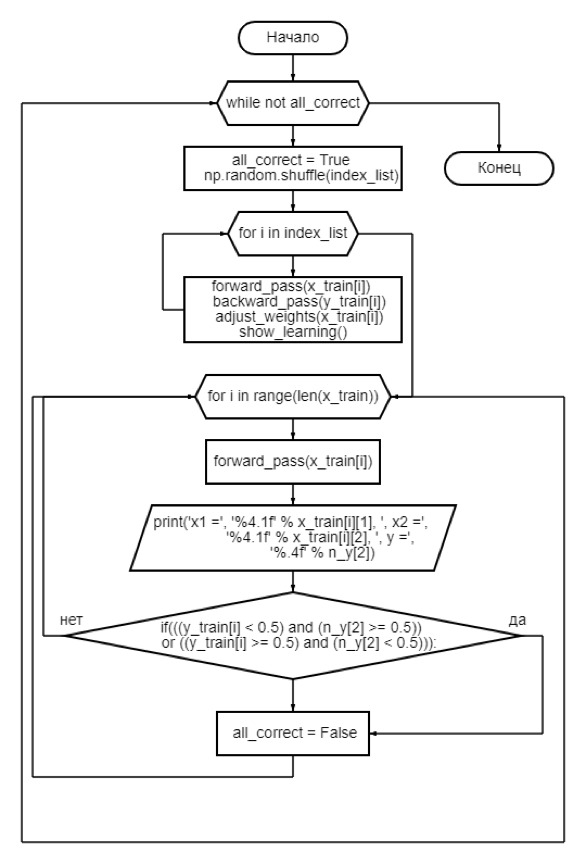 Начало
while not all_correct
all_correct = True
np.random.shuffle(index_list)
Конец
for i in index_list
forward_pass(x_train[i])
backward_pass(y_train[i])
adjust_weights(x_train[i])
show_learning()
for i in range(len(x_train))
forward_pass(x_train[i])
print('x1 =', '%4.1f' % x_train[i][1], ', x2 =',
'%4.1f' % x_train[i][2], ', y =',
'%.4f' % n_y[2])
нет
да
if(((y_train[i] < 0.5) and (n_y[2] >= 0.5))
or ((y_train[i] >= 0.5) and (n_y[2] < 0.5))):
all_correct = False